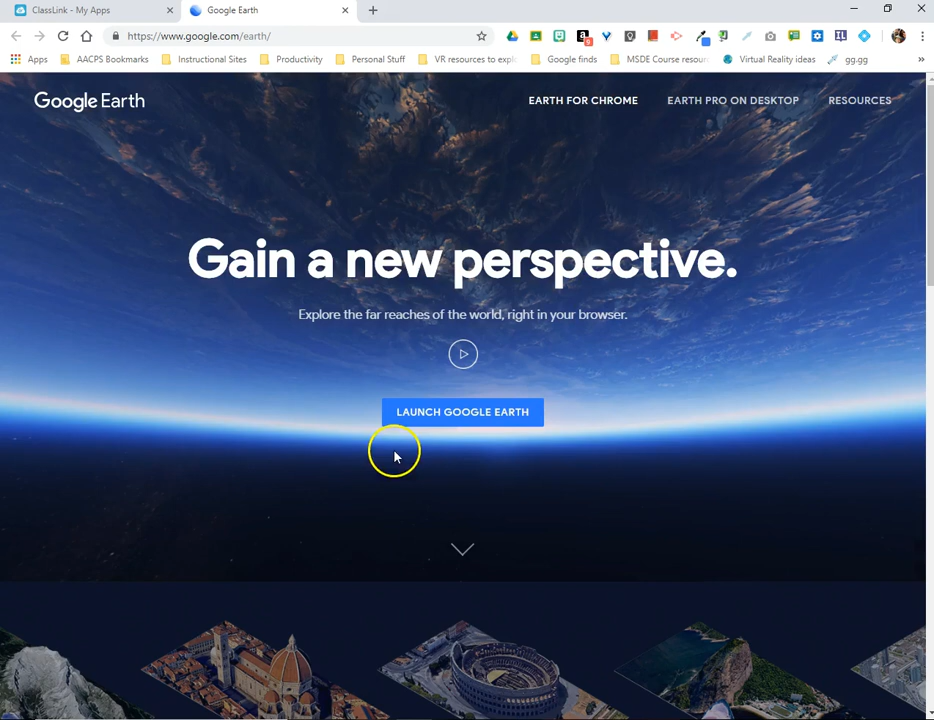 ClassLink - My Apps
Google Earth
https://www.google.com/earth/
Apps
AACPS Bookmarks
Instructional Sites
Productivity
Personal Stuff
VR resources to expl
Google finds
MSDE Course resour
Virtual Reality ideas
gg.gg
Google Earth
EARTH FOR CHROME
EARTH PRO ON DESKTOP
RESOURCES
Gain a new perspective.
Explore the far reaches of the world, right in your browser.
LAUNCH GOOGLE EARTH